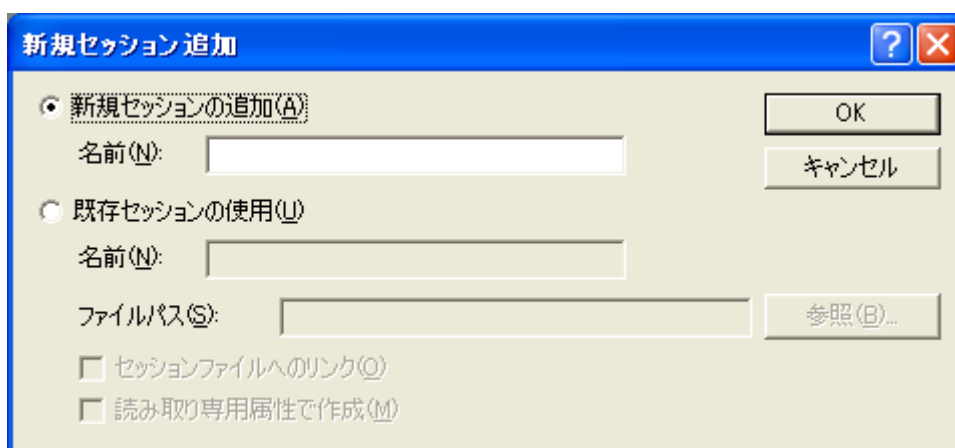 新規セッション追加
新規セッションの追加(A)
OK
名前(N):
キャンセル
既存セッションの使用(U)
名前(N):
ファイルパス(S):
参照(B)...
セッションファイルへのリンク(O)
読み取り専用属性で作成(M)